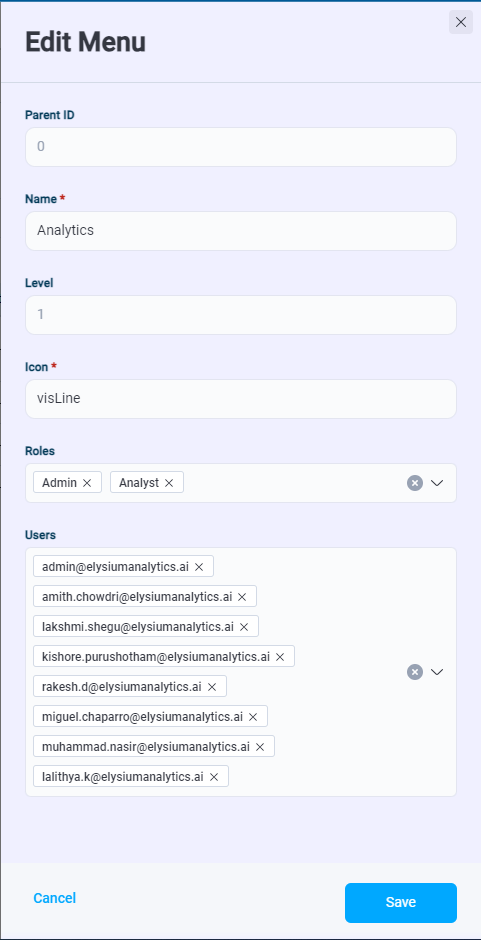 Edit Menu
Parent ID
0
Name *
Analytics
Level
1
Icon *
visLine
Roles
Admin Analyst
Users
admin@elysiumanalytics.ai
amith.chowdri@elysiumanalytics.ai
lakshmi.shegu@elysiumanalytics.ai
kishore.purushotham@elysiumanalytics.ai
rakesh.d@elysiumanalytics.ai
miguel.chaparro@elysiumanalytics.ai
muhammad.nasir@elysiumanalytics.ai
lalithya.k@elysiumanalytics.ai
Cancel Save